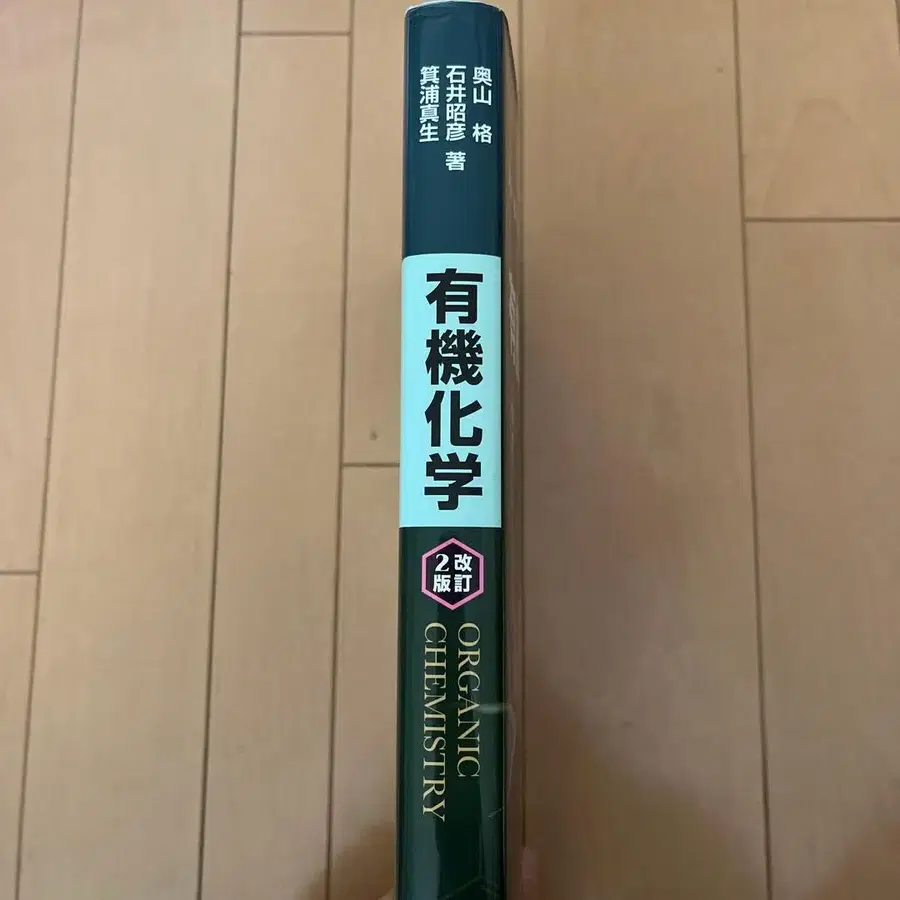 奥山 格
石井昭彦 著
箕浦真生
有機化学
改訂
2版
ORGANIC
CHEMISTRY